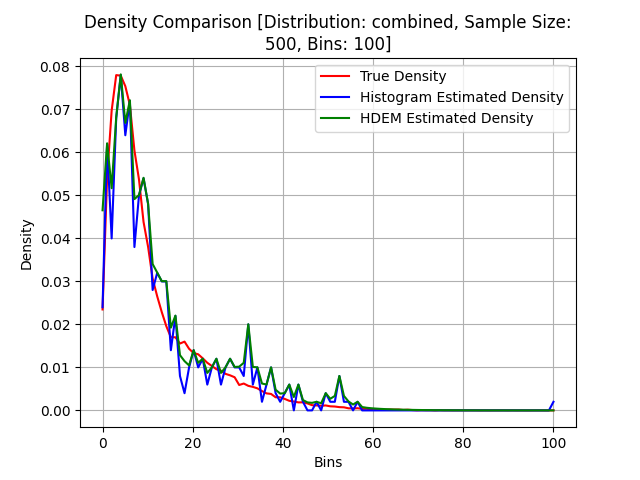 Density Comparison [Distribution: combined, Sample Size:
500, Bins: 100]
True Density
Histogram Estimated Density
HDEM Estimated Density
Density
0.08
0.07
0.06
0.05
0.04
0.03
0.02
0.01
0.00
0 20 40 60 80 100
Bins